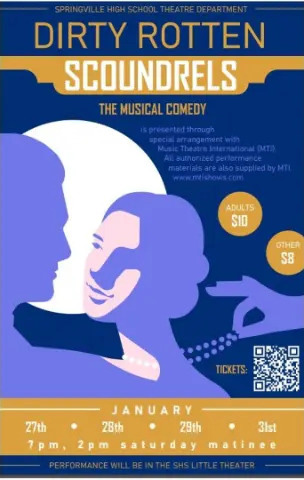 SPRINGVILLE HIGH SCHOOL THEATRE DEPARTMENT
DIRTY ROTTEN
SCOUNDRELS
THE MUSICAL COMEDY
is presented through
special arrangement with
Music Theatre International (MTI).
All authorized performance
materials are also supplied by MTI
www.mtishows.com
ADULTS
$10
OTHER
$8
TICKETS:
JANUARY
27th • 28th • 29th • 31st
7pm, 2pm saturday matinee
PERFORMANCE WILL BE IN THE SHS LITTLE THEATER